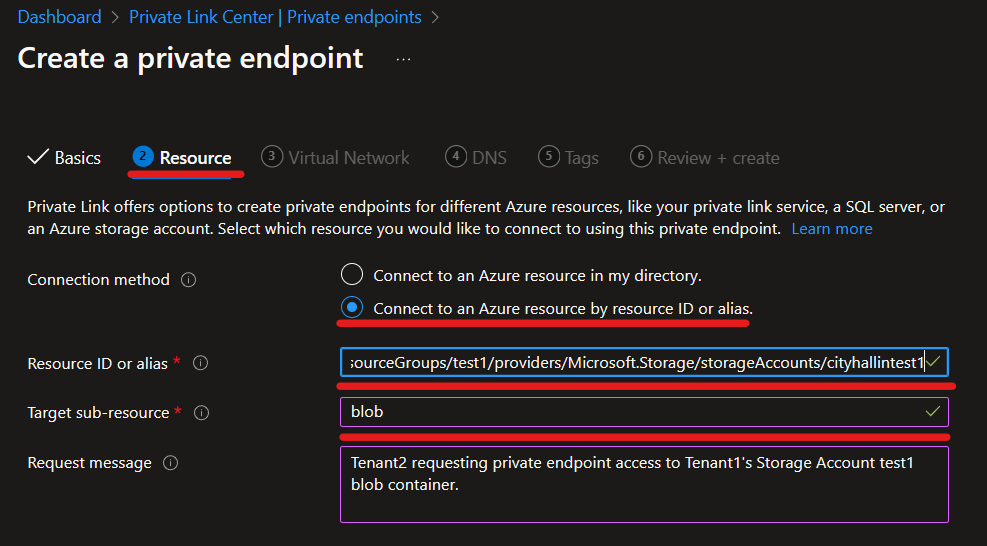 Dashboard > Private Link Center | Private endpoints >
Create a private endpoint ...
Basics 2 Resource 3 Virtual Network 4 DNS 5 Tags 6 Review + create
Private Link offers options to create private endpoints for different Azure resources, like your private link service, a SQL server, or
an Azure storage account. Select which resource you would like to connect to using this private endpoint. Learn more
Connection method
Connect to an Azure resource in my directory.
Connect to an Azure resource by resource ID or alias.
Resource ID or alias *
sourceGroups/test1/providers/Microsoft.Storage/storageAccounts/cityhallintest1
Target sub-resource *
blob
Request message
Tenant2 requesting private endpoint access to Tenant1's Storage Account test1
blob container.